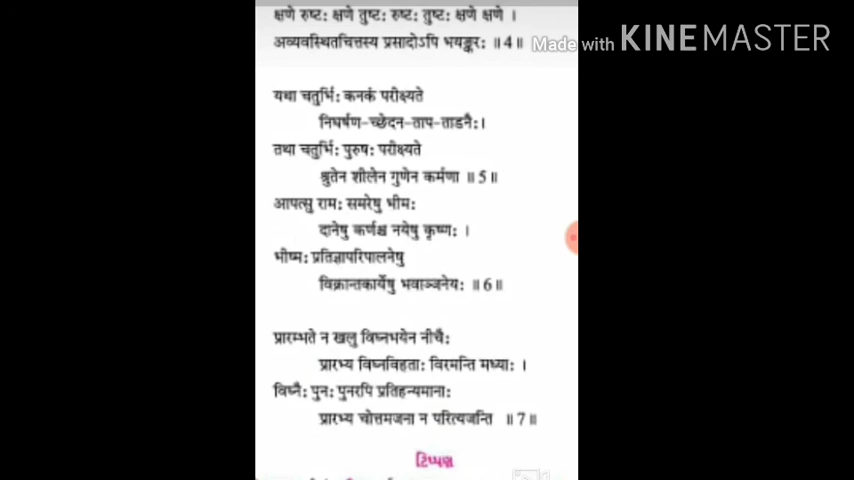 क्षणे रुष्टः क्षणे तुष्टः रुष्टः तुष्टः क्षणे क्षणे ।
अव्यवस्थितचित्तस्य प्रसादोऽपि भयङ्करः ॥4॥
Made with KINEMASTER
यथा चतुर्भिः कनकं परीक्ष्यते
निघर्षण-च्छेदन-ताप-ताडनैः।
तथा चतुर्भिः पुरुषः परीक्ष्यते
श्रुतेन शीलेन गुणेन कर्मणा ॥5॥
आपत्सु रामः समरेषु भीमः
दानेषु कर्णश्च नयेषु कृष्णः ।
भीष्मः प्रतिज्ञापरिपालनेषु
विक्रान्तकार्येषु भवाञ्जनेयः ॥6॥
प्रारम्भते न खलु विघ्नभयेन नीचैः
प्रारभ्य विघ्नविहताः विरमन्ति मध्याः ।
विघ्नैः पुनः पुनरपि प्रतिहन्यमानाः
प्रारभ्य चोत्तमजना न परित्यजन्ति ॥7॥
ટિપ્પણ